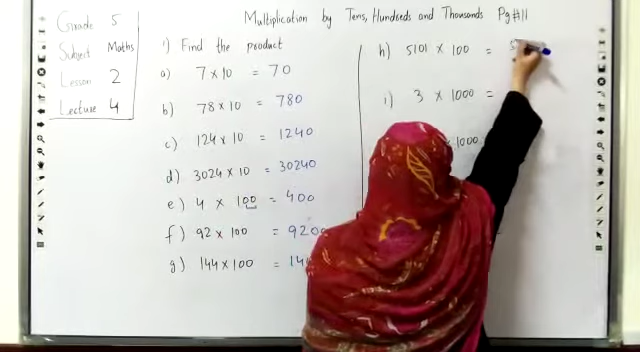 Grade 5
Subject Maths
Lesson 2
Lecture 4
Multiplication by Tens, Hundreds and Thousands Pg#11
1) Find the product
a) 7 × 10 = 70
b) 78 × 10 = 780
c) 124 × 10 = 1240
d) 3024 × 10 = 30240
e) 4 × 100 = 400
f) 92 × 100 = 920
g) 144 × 100 = 14
h) 5101 × 100 = 5
i) 3 × 1000 =
× 1000